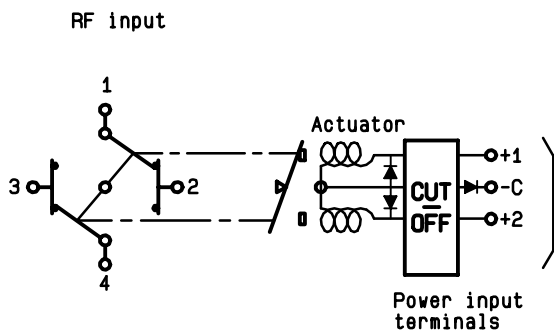 RF input
1
Actuator
+1
3
2
CUT
-C
OFF
+2
4
Power input
terminals